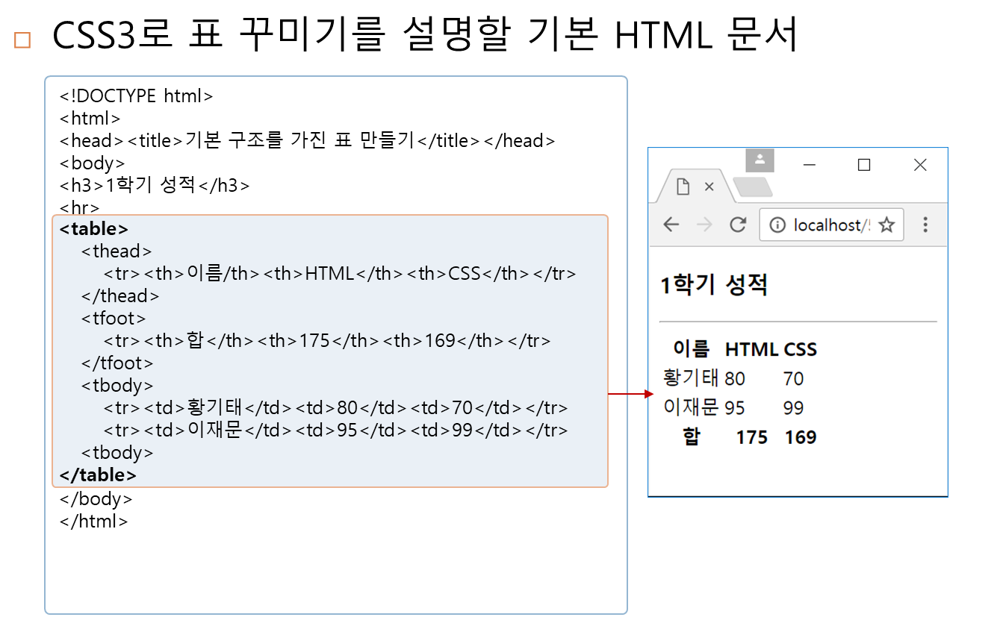 CSS3로 표 꾸미기를 설명할 기본 HTML 문서
<!DOCTYPE html>
<html>
<head><title>기본 구조를 가진 표 만들기</title></head>
<body>
<h3>1학기 성적</h3>
<hr>
<table>
<thead>
<tr><th>이름/th><th>HTML</th><th>CSS</th></tr>
</thead>
<tfoot>
<tr><th>합</th><th>175</th><th>169</th></tr>
</tfoot>
<tbody>
<tr><td>황기태</td><td>80</td><td>70</td></tr>
<tr><td>이재문</td><td>95</td><td>99</td></tr>
<tbody>
</table>
</body>
</html>
localhost/
1학기 성적
이름 HTML CSS
황기태 80 70
이재문 95 99
합 175 169